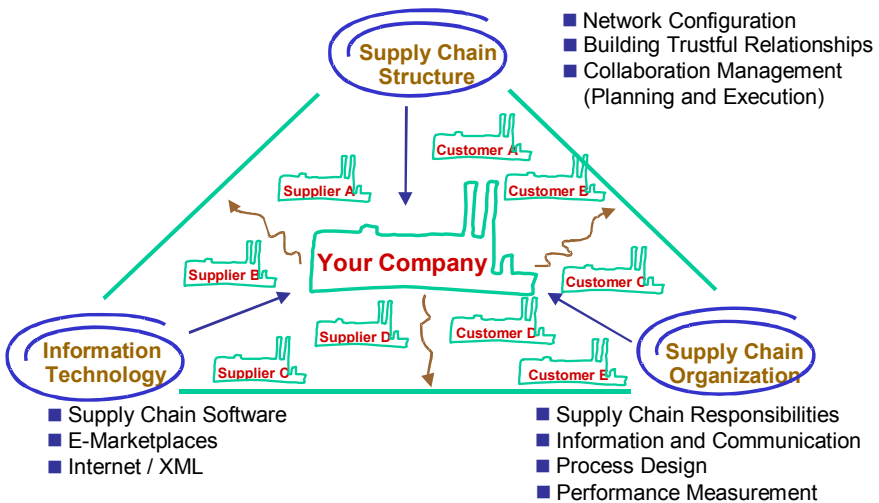 Supply Chain
Structure
■ Network Configuration
■ Building Trustful Relationships
■ Collaboration Management
(Planning and Execution)
Customer A
Supplier A
Customer B
Your Company
Supplier B
Customer C
Supplier D
Customer D
Supplier C
Customer E
Information
Technology
■ Supply Chain Software
■ E-Marketplaces
■ Internet / XML
Supply Chain
Organization
■ Supply Chain Responsibilities
■ Information and Communication
■ Process Design
■ Performance Measurement